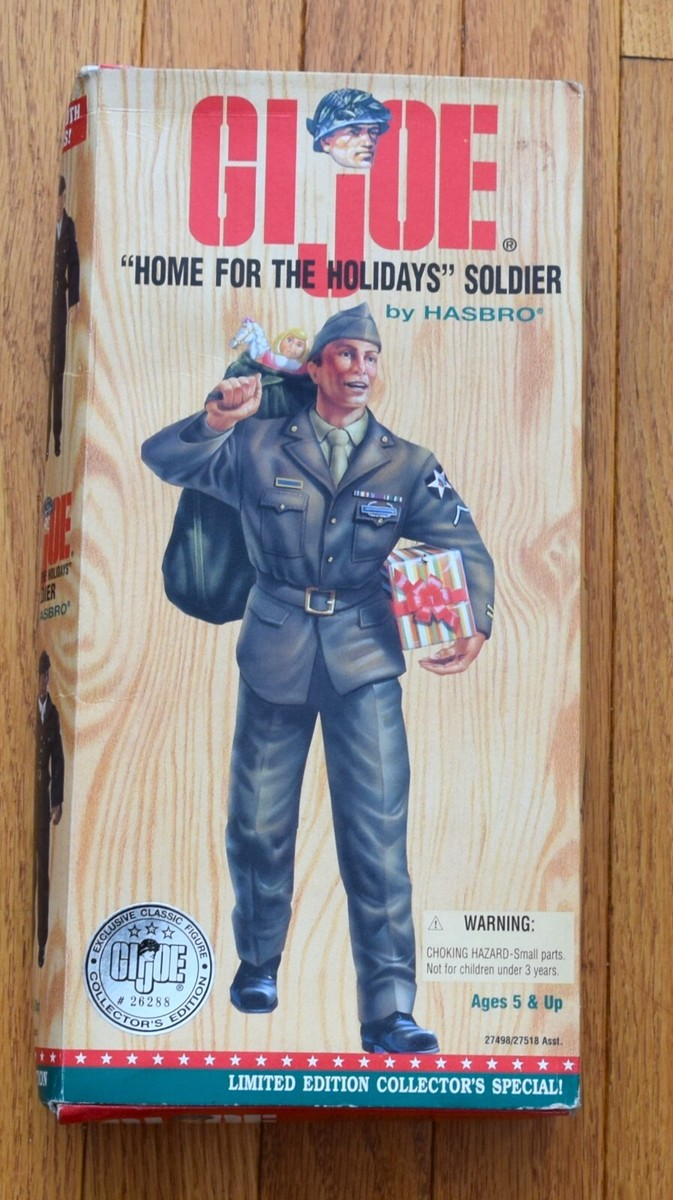 GI JOE®
"HOME FOR THE HOLIDAYS" SOLDIER
by HASBRO®
EXCLUSIVE CLASSIC FIGURE
GI JOE®
# 26288
COLLECTOR'S EDITION
WARNING:
CHOKING HAZARD-Small parts.
Not for children under 3 years.
Ages 5 & Up
27498/27518 Asst.
LIMITED EDITION COLLECTOR'S SPECIAL!